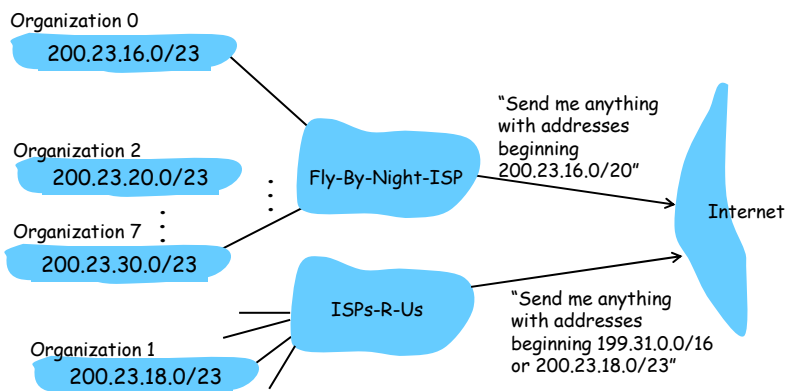 Organization 0
200.23.16.0/23
Organization 2
200.23.20.0/23
Organization 7
200.23.30.0/23
Organization 1
200.23.18.0/23
Fly-By-Night-ISP
ISPs-R-Us
“Send me anything
with addresses
beginning
200.23.16.0/20”
“Send me anything
with addresses
beginning 199.31.0.0/16
or 200.23.18.0/23”
Internet